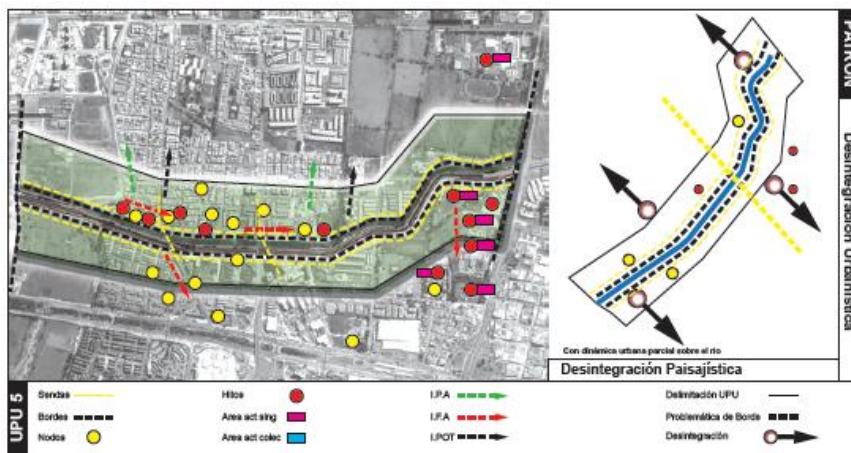 PATRÓN
Desintegración Urbanística
Con dinámica urbana parcial sobre el río
Desintegración Paisajística
UPU 5
Sendas
Bordes
Nodos
Hitos
Area act sing
Area act colec
I.P.A
I.F.A
I.POT
Delimitación UPU
Problemática de Borde
Desintegración